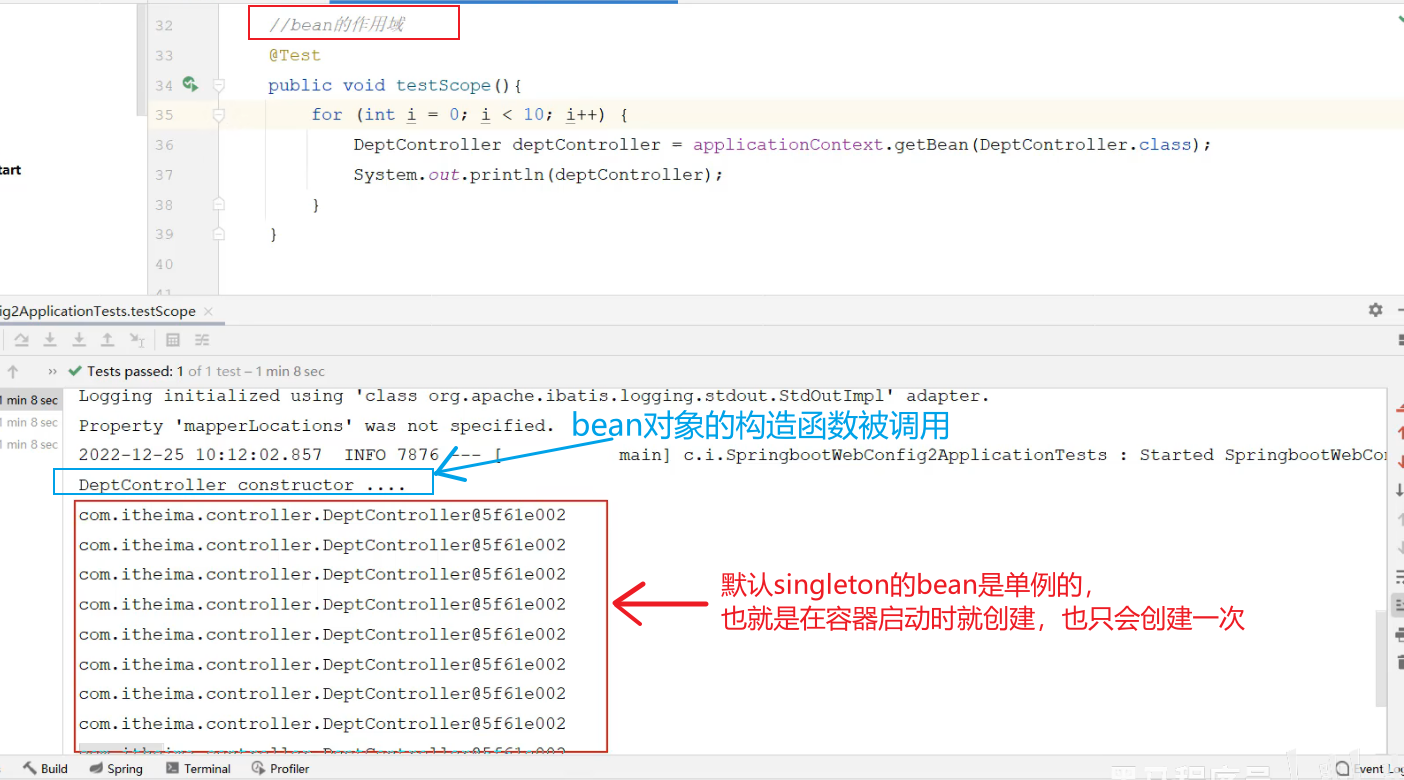 32 //bean的作用域
33 @Test
34 public void testScope(){
35 for (int i = 0; i < 10; i++) {
36 DeptController deptController = applicationContext.getBean(DeptController.class);
tart
37 System.out.println(deptController);
38 }
39 }
40
41
ig2ApplicationTests.testScope ×
» Tests passed: 1 of 1 test – 1 min 8 sec
1 min 8 sec Logging initialized using 'class org.apache.ibatis.logging.stdout.StdOutImpl' adapter.
1 min 8 sec Property 'mapperLocations' was not specified.
bean对象的构造函数被调用
1 min 8 sec 2022-12-25 10:12:02.857 INFO 7876 --- [ main] c.i.SpringbootWebConfig2ApplicationTests : Started SpringbootWebCon
DeptController constructor ....
com.itheima.controller.DeptController@5f61e002
com.itheima.controller.DeptController@5f61e002
com.itheima.controller.DeptController@5f61e002
com.itheima.controller.DeptController@5f61e002
com.itheima.controller.DeptController@5f61e002
com.itheima.controller.DeptController@5f61e002
com.itheima.controller.DeptController@5f61e002
com.itheima.controller.DeptController@5f61e002
com.itheima.controller.DeptController@5f61e002
默认singleton的bean是单例的，
也就是在容器启动时就创建，也只会创建一次
Build Spring Terminal Profiler Event Log